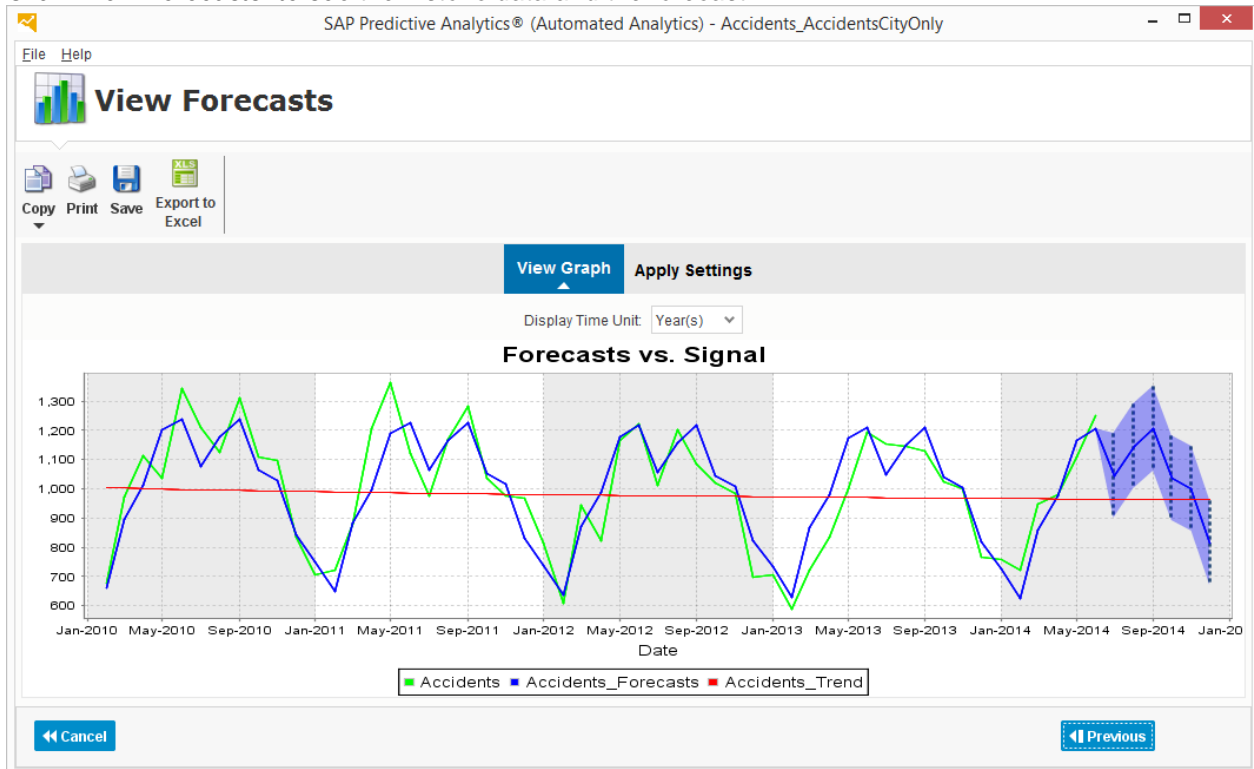 SAP Predictive Analytics® (Automated Analytics) - Accidents_AccidentsCityOnly
File Help
View Forecasts
XLS
Copy Print Save Export to Excel
View Graph Apply Settings
Display Time Unit: Year(s)
Forecasts vs. Signal
1,300
1,200
1,100
1,000
900
800
700
600
Jan-2010 May-2010 Sep-2010 Jan-2011 May-2011 Sep-2011 Jan-2012 May-2012 Sep-2012 Jan-2013 May-2013 Sep-2013 Jan-2014 May-2014 Sep-2014 Jan-20
Date
Accidents Accidents_Forecasts Accidents_Trend
Cancel Previous